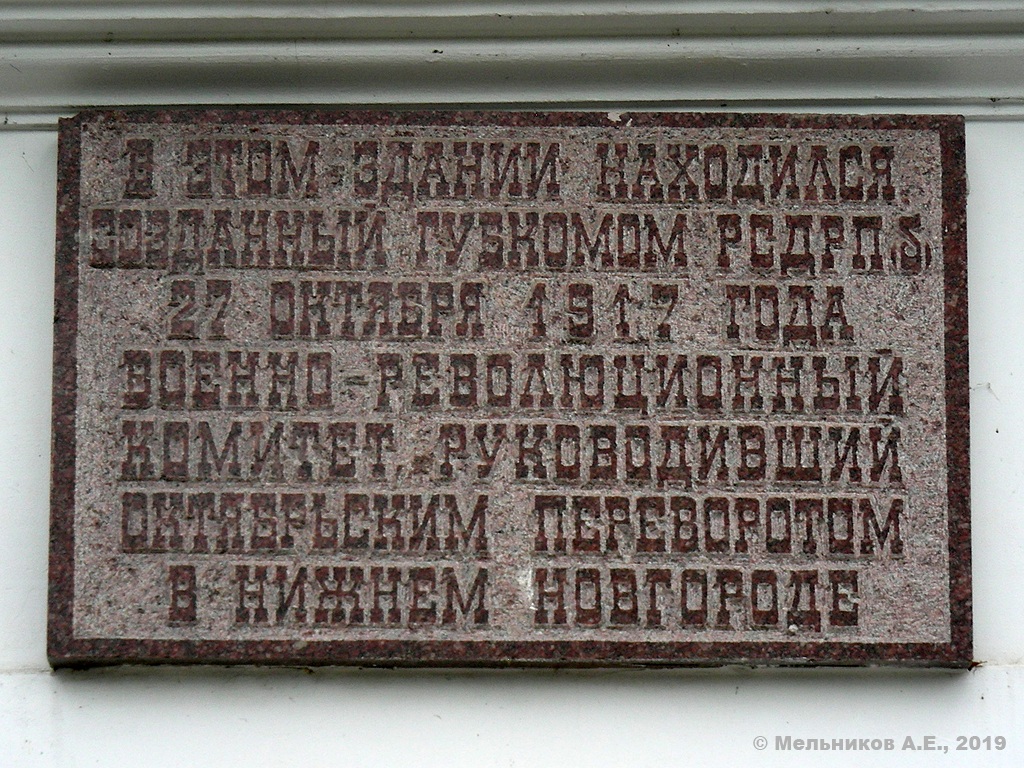 В ЭТОМ ЗДАНИИ НАХОДИЛСЯ,
СОЗДАННЫЙ ГУБКОМОМ РСДРП(б)
27 ОКТЯБРЯ 1917 ГОДА
ВОЕННО-РЕВОЛЮЦИОННЫЙ
КОМИТЕТ, РУКОВОДИВШИЙ
ОКТЯБРЬСКИМ ПЕРЕВОРОТОМ
В НИЖНЕМ НОВГОРОДЕ
© Мельников А.Е., 2019